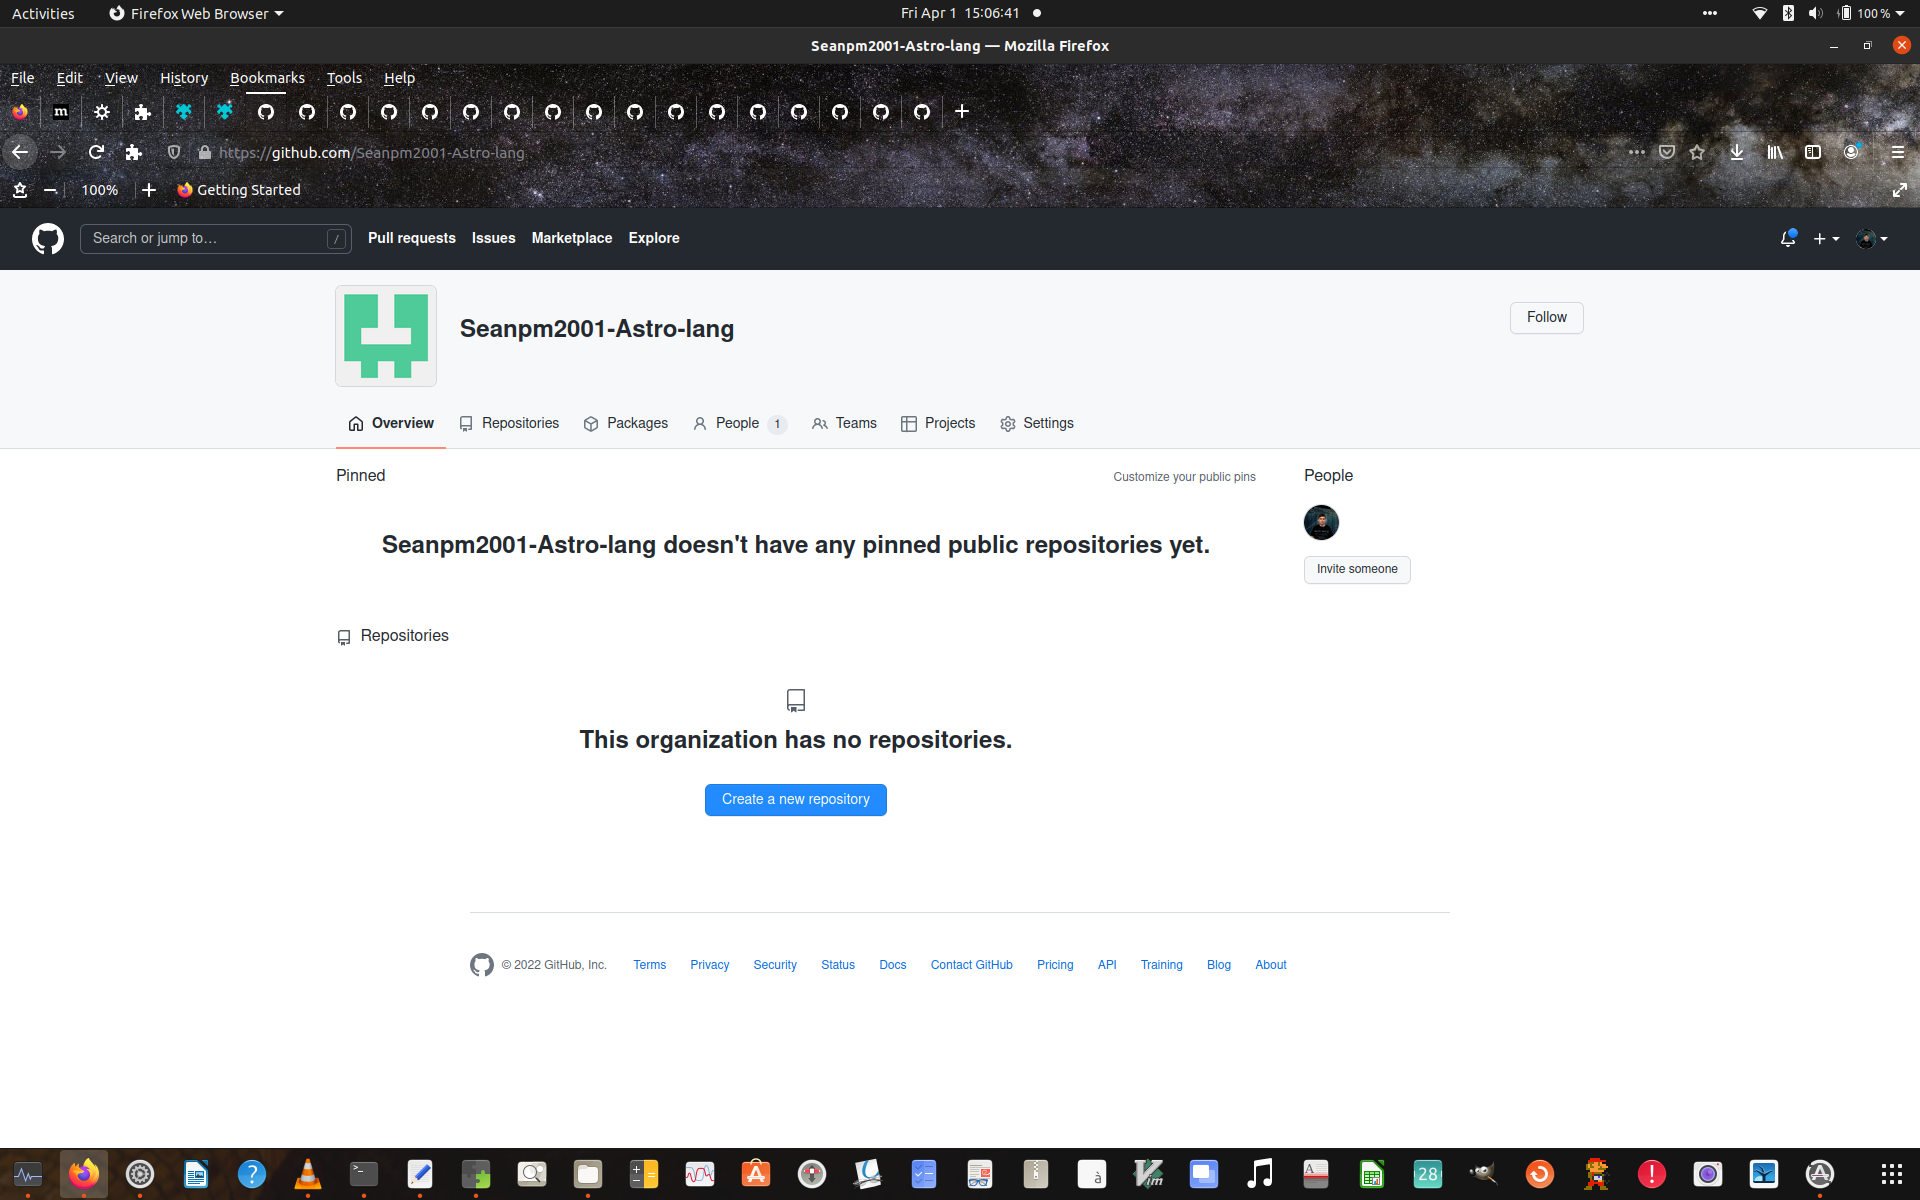 Activities Firefox Web Browser Fri Apr 1 15:06:41 100 %
Seanpm2001-Astro-lang — Mozilla Firefox
File Edit View History Bookmarks Tools Help
m
https://github.com/Seanpm2001-Astro-lang
100% Getting Started
Search or jump to… / Pull requests Issues Marketplace Explore
Seanpm2001-Astro-lang
Follow
Overview Repositories Packages People 1 Teams Projects Settings
Pinned Customize your public pins People
Seanpm2001-Astro-lang doesn't have any pinned public repositories yet.
Invite someone
Repositories
This organization has no repositories.
Create a new repository
© 2022 GitHub, Inc. Terms Privacy Security Status Docs Contact GitHub Pricing API Training Blog About
? >_ à Vim A 28 !